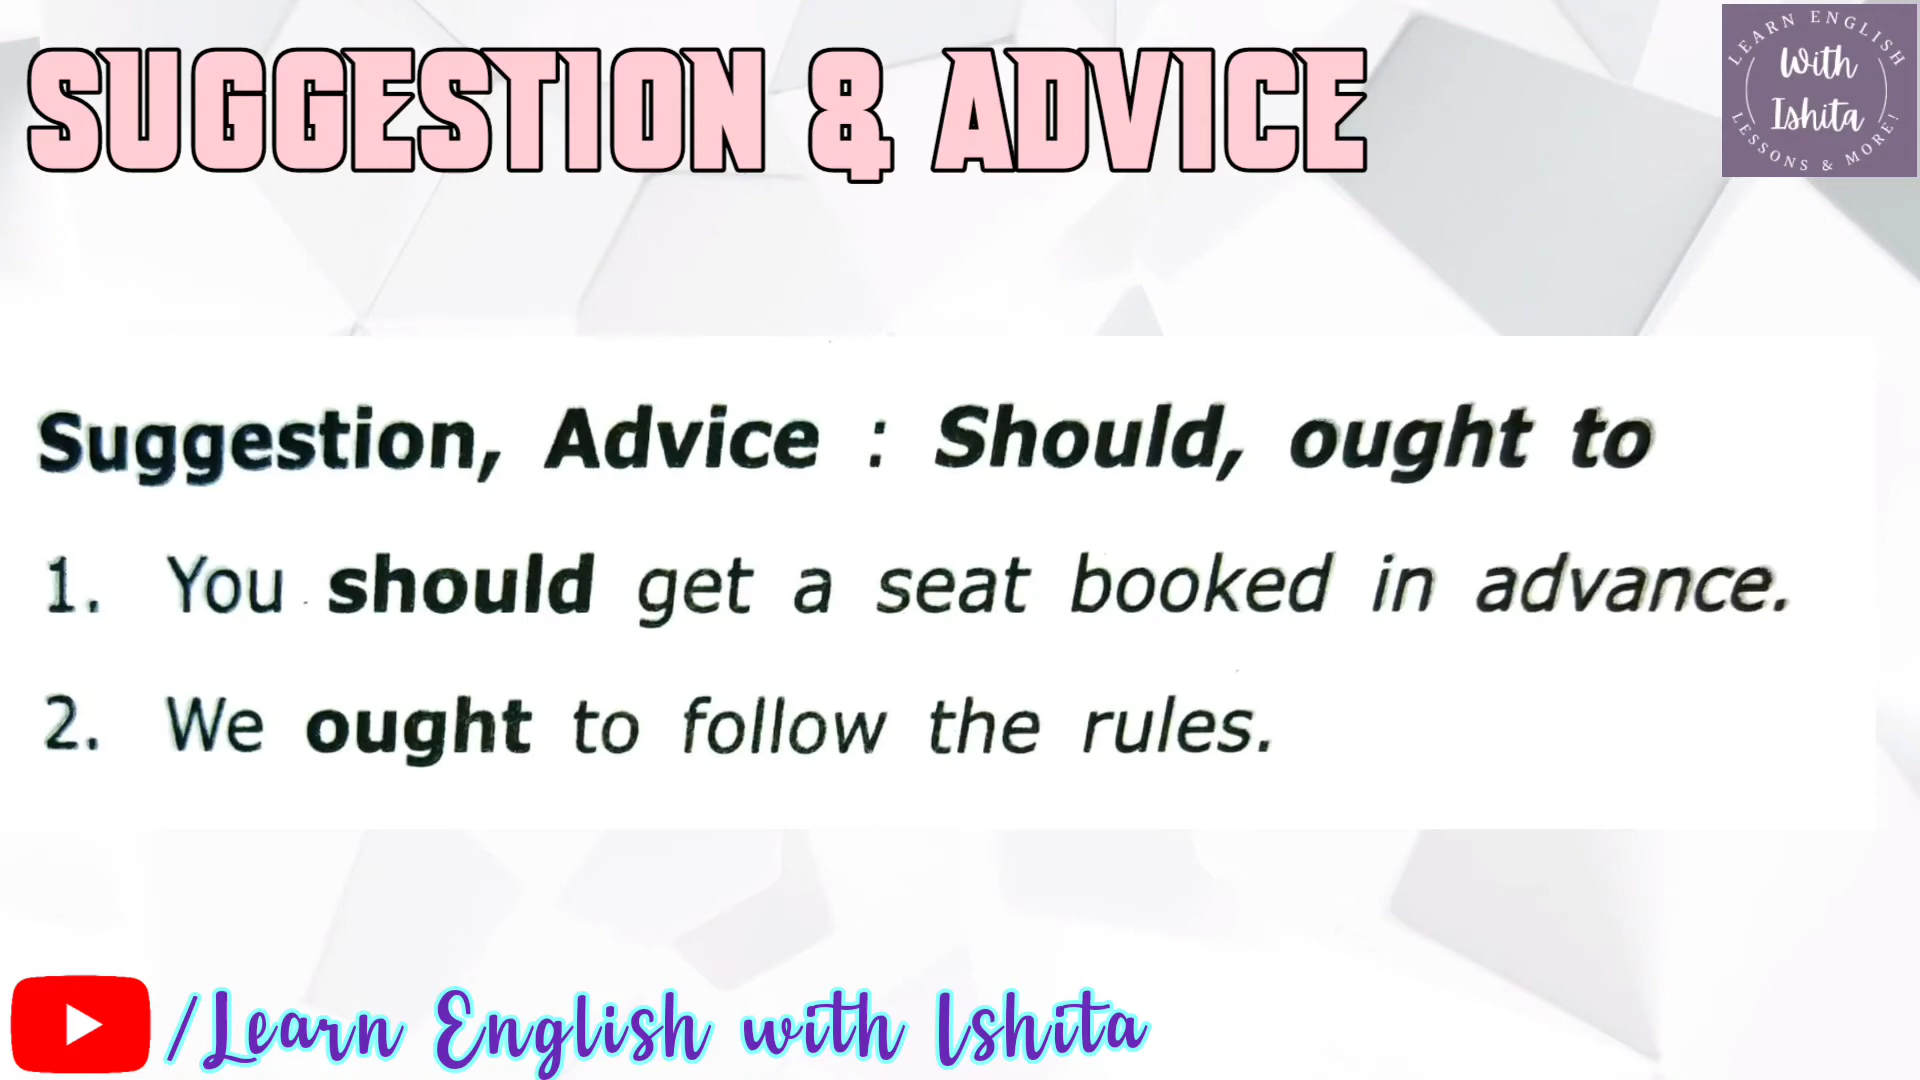 SUGGESTION & ADVICE
LEARN ENGLISH
With
Ishita
LESSONS & MORE!
Suggestion, Advice : Should, ought to
1. You should get a seat booked in advance.
2. We ought to follow the rules.
/Learn English with Ishita